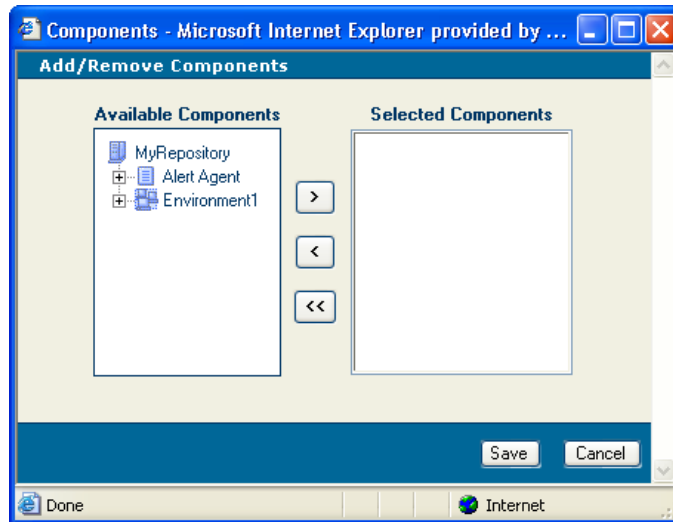 Components - Microsoft Internet Explorer provided by ...
Add/Remove Components
Available Components
Selected Components
MyRepository
Alert Agent
Environment1
>
<
<<
Save
Cancel
Done
Internet